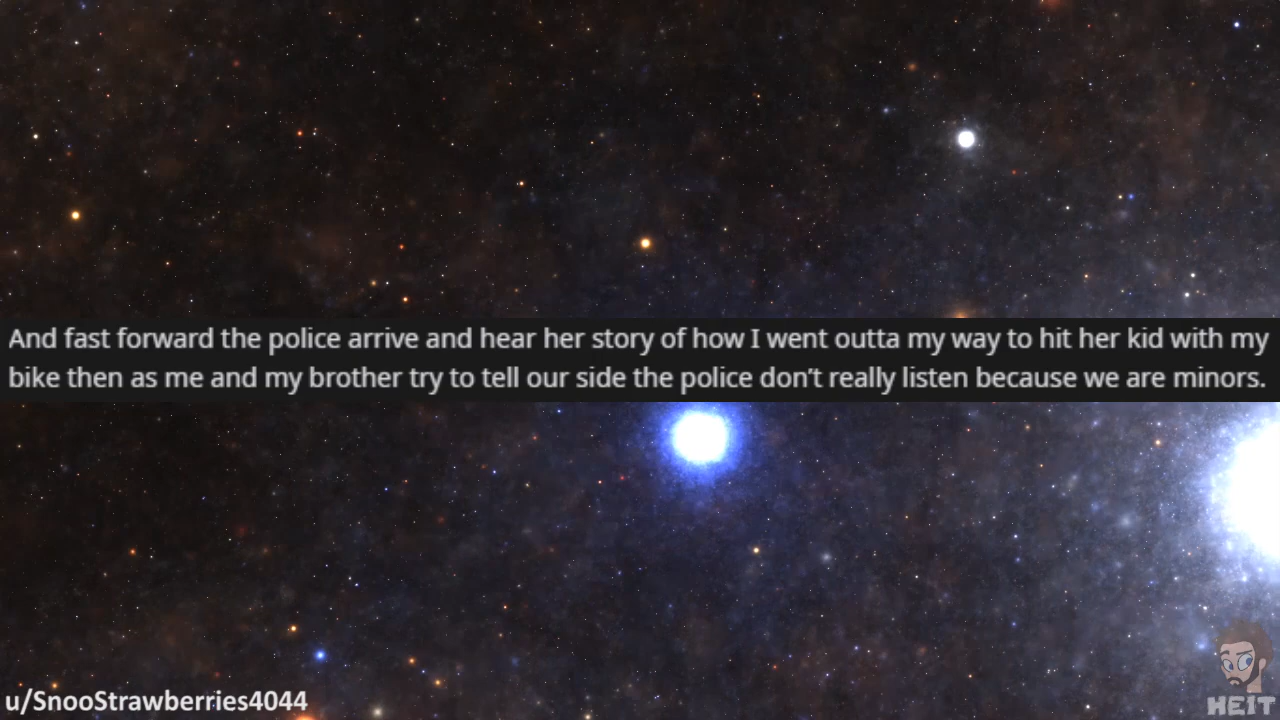 And fast forward the police arrive and hear her story of how I went outta my way to hit her kid with my
bike then as me and my brother try to tell our side the police don’t really listen because we are minors.
u/SnooStrawberries4044
HEIT